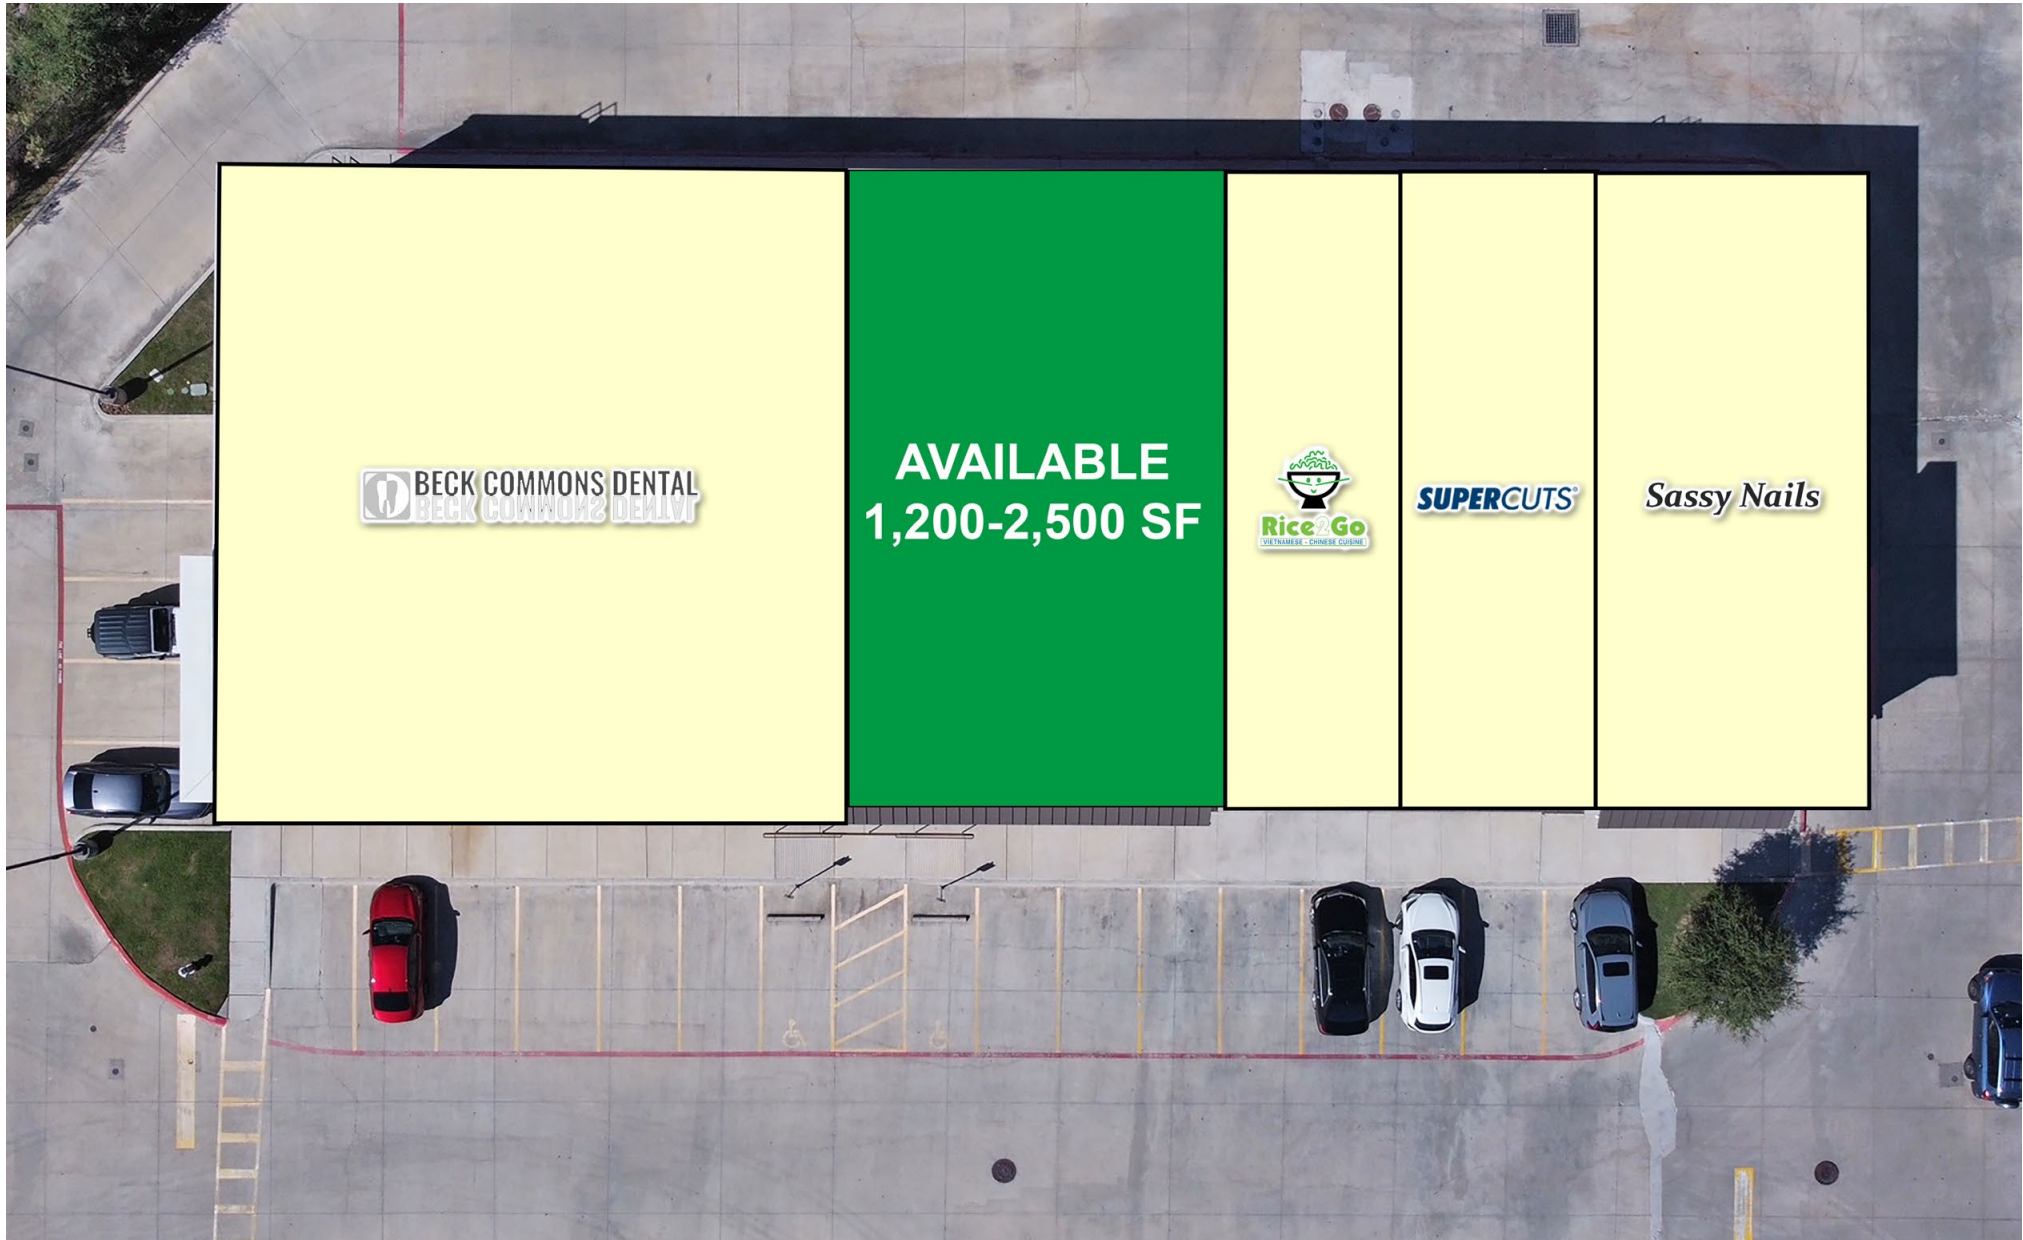 BECK COMMONS DENTAL
AVAILABLE
1,200-2,500 SF
Rice2Go
VIETNAMESE - CHINESE CUISINE
SUPERCUTS®
Sassy Nails